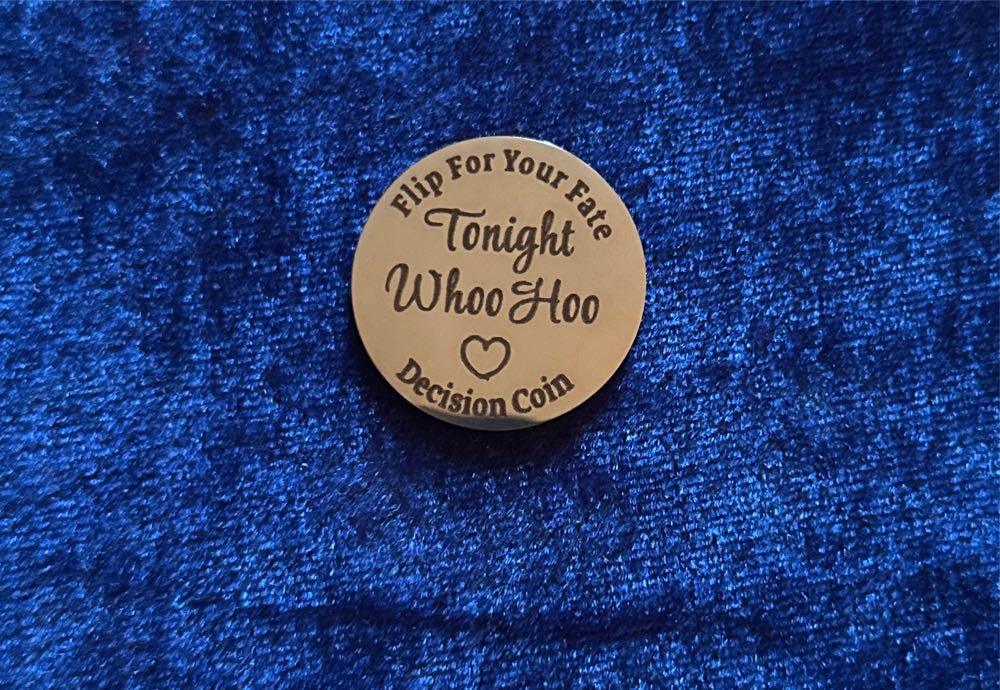 Flip For Your Fate
Tonight
Whoo Hoo
Decision Coin